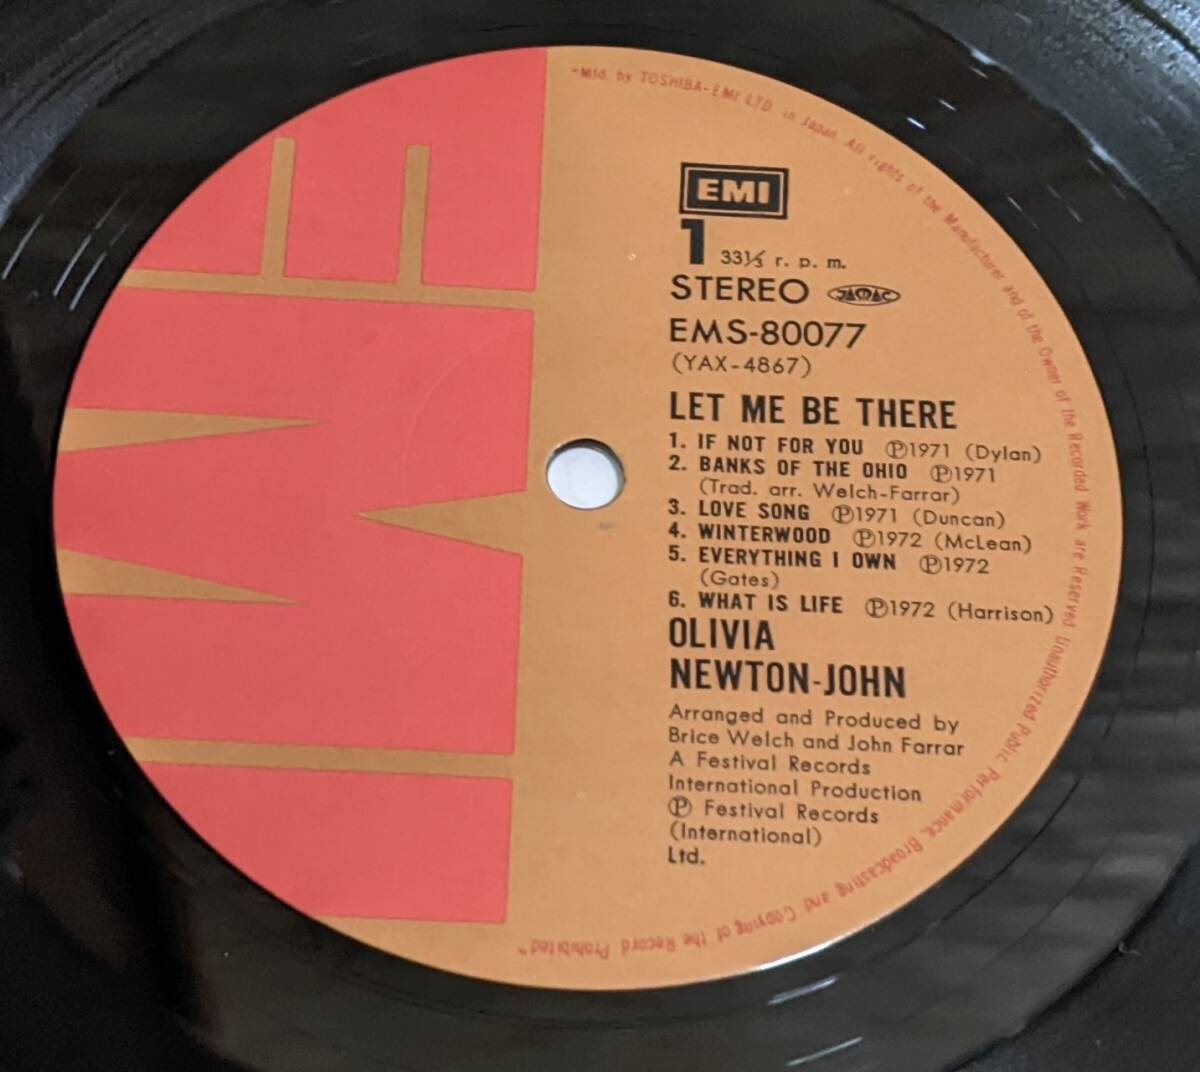 "Mfd. by TOSHIBA-EMI LTD. in Japan. All rights of the Manufacturer and of the Owner of the Recorded Work are Reserved. Unauthorized Public Performance, Broadcasting and Copying of the Record Prohibited"
EMI
1 33⅓ r. p. m.
STEREO JASRAC
EMS-80077
(YAX-4867)
LET ME BE THERE
1. IF NOT FOR YOU ℗1971 (Dylan)
2. BANKS OF THE OHIO ℗1971
(Trad. arr. Welch-Farrar)
3. LOVE SONG ℗1971 (Duncan)
4. WINTERWOOD ℗1972 (McLean)
5. EVERYTHING I OWN ℗1972
(Gates)
6. WHAT IS LIFE ℗1972 (Harrison)
OLIVIA
NEWTON-JOHN
Arranged and Produced by
Brice Welch and John Farrar
A Festival Records
International Production
℗ Festival Records
(International)
Ltd.
EMI